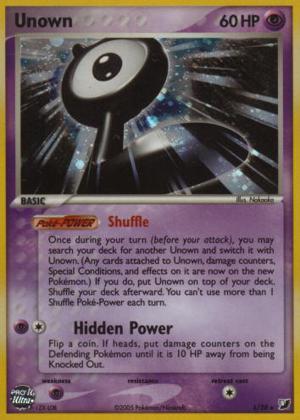 Unown
60 HP
Illus. Nakaoka
BASIC
Poké-POWER Shuffle
Once during your turn (before your attack), you may
search your deck for another Unown and switch it with
Unown. (Any cards attached to Unown, damage counters,
Special Conditions, and effects on it are now on the new
Pokémon.) If you do, put Unown on top of your deck.
Shuffle your deck afterward. You can't use more than 1
Shuffle Poké-Power each turn.
Hidden Power
Flip a coin. If heads, put damage counters on the
Defending Pokémon until it is 10 HP away from being
Knocked Out.
weakness resistance retreat cost
©2005 Pokémon/Nintendo